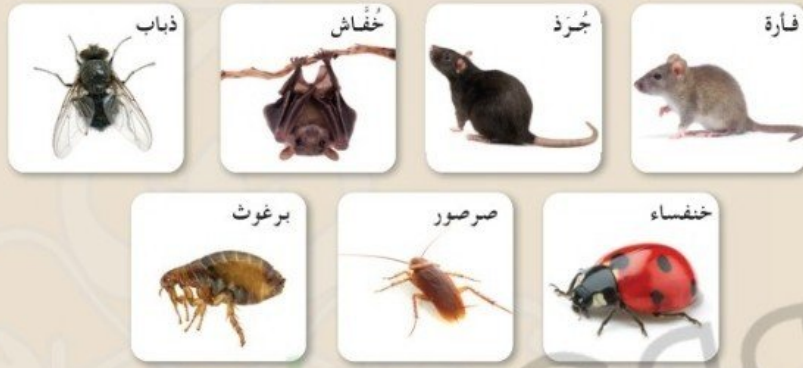 فأرة
جُرَذ
خُفَّاش
ذباب
خنفساء
صرصور
برغوث